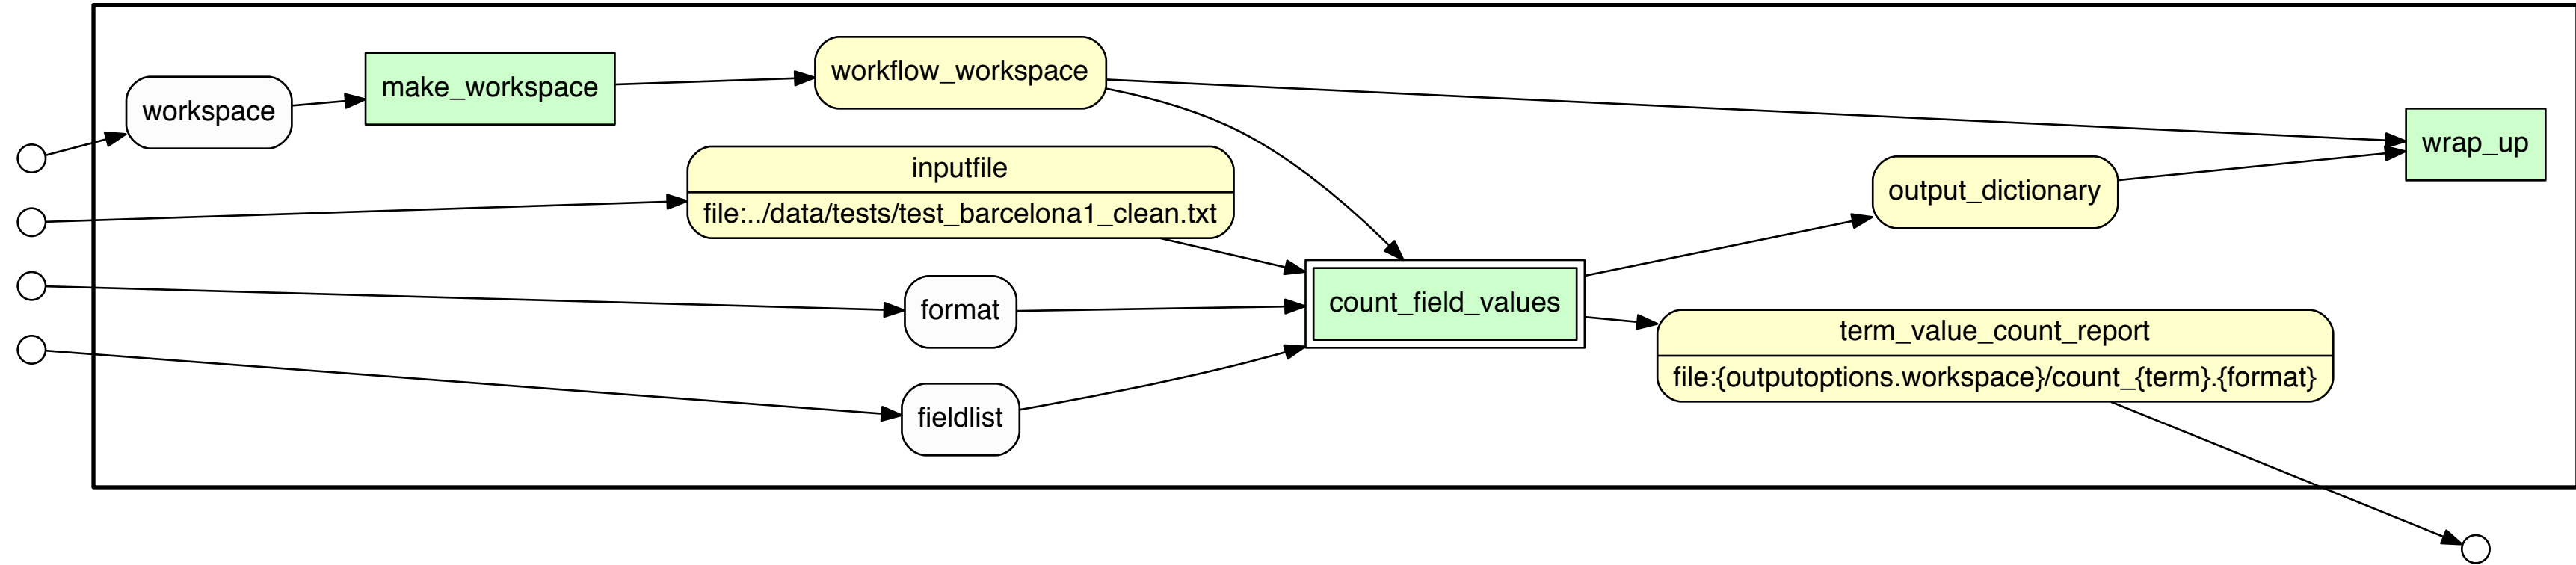 workspace
make_workspace
workflow_workspace
inputfile
file:../data/tests/test_barcelona1_clean.txt
format
fieldlist
count_field_values
output_dictionary
term_value_count_report
file:{outputoptions.workspace}/count_{term}.{format}
wrap_up